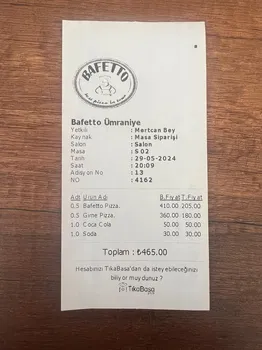 BAFETTO
Bafetto Ümraniye
Yetkili : Mertcan Bey
Kaynak : Masa Siparişi
Salon : Salon
Masa : S 02
Tarih : 29-05-2024
Saat : 20:09
Adisyon No : 13
NO : 4162
Adt Ürün Adı B.Fiyat T.Fiyat
0.5 Bafetto Pizza. 410.00 205.00
0.5 Girne Pizza. 360.00 180.00
1.0 Coca Cola 50.00 50.00
1.0 Soda 30.00 30.00
Toplam : ₺465.00
Hesabınızı TıkaBasa'dan da isteyebileceğinizi
biliyor muydunuz ?
TıkaBasa